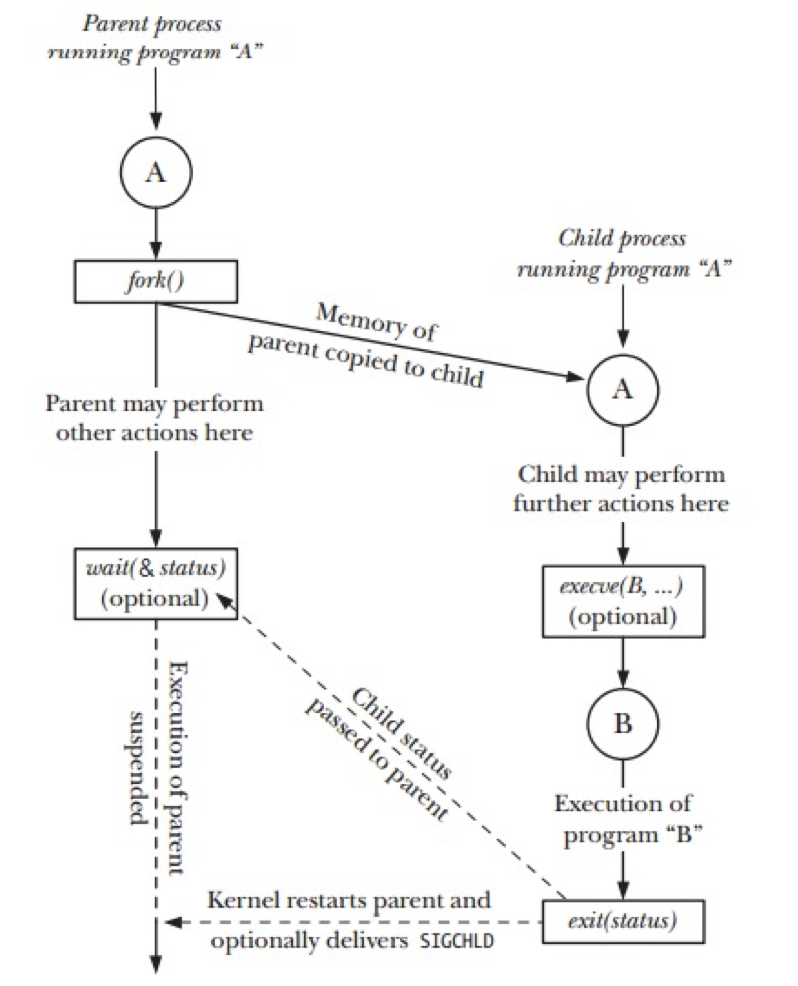 Parent process
running program “A”
A
fork()
Memory of
parent copied to child
Child process
running program “A”
A
Parent may perform
other actions here
Child may perform
further actions here
wait(& status)
(optional)
execve(B, ...)
(optional)
B
Execution of parent
suspended
Child status
passed to parent
Execution of
program “B”
Kernel restarts parent and
optionally delivers SIGCHLD
exit(status)